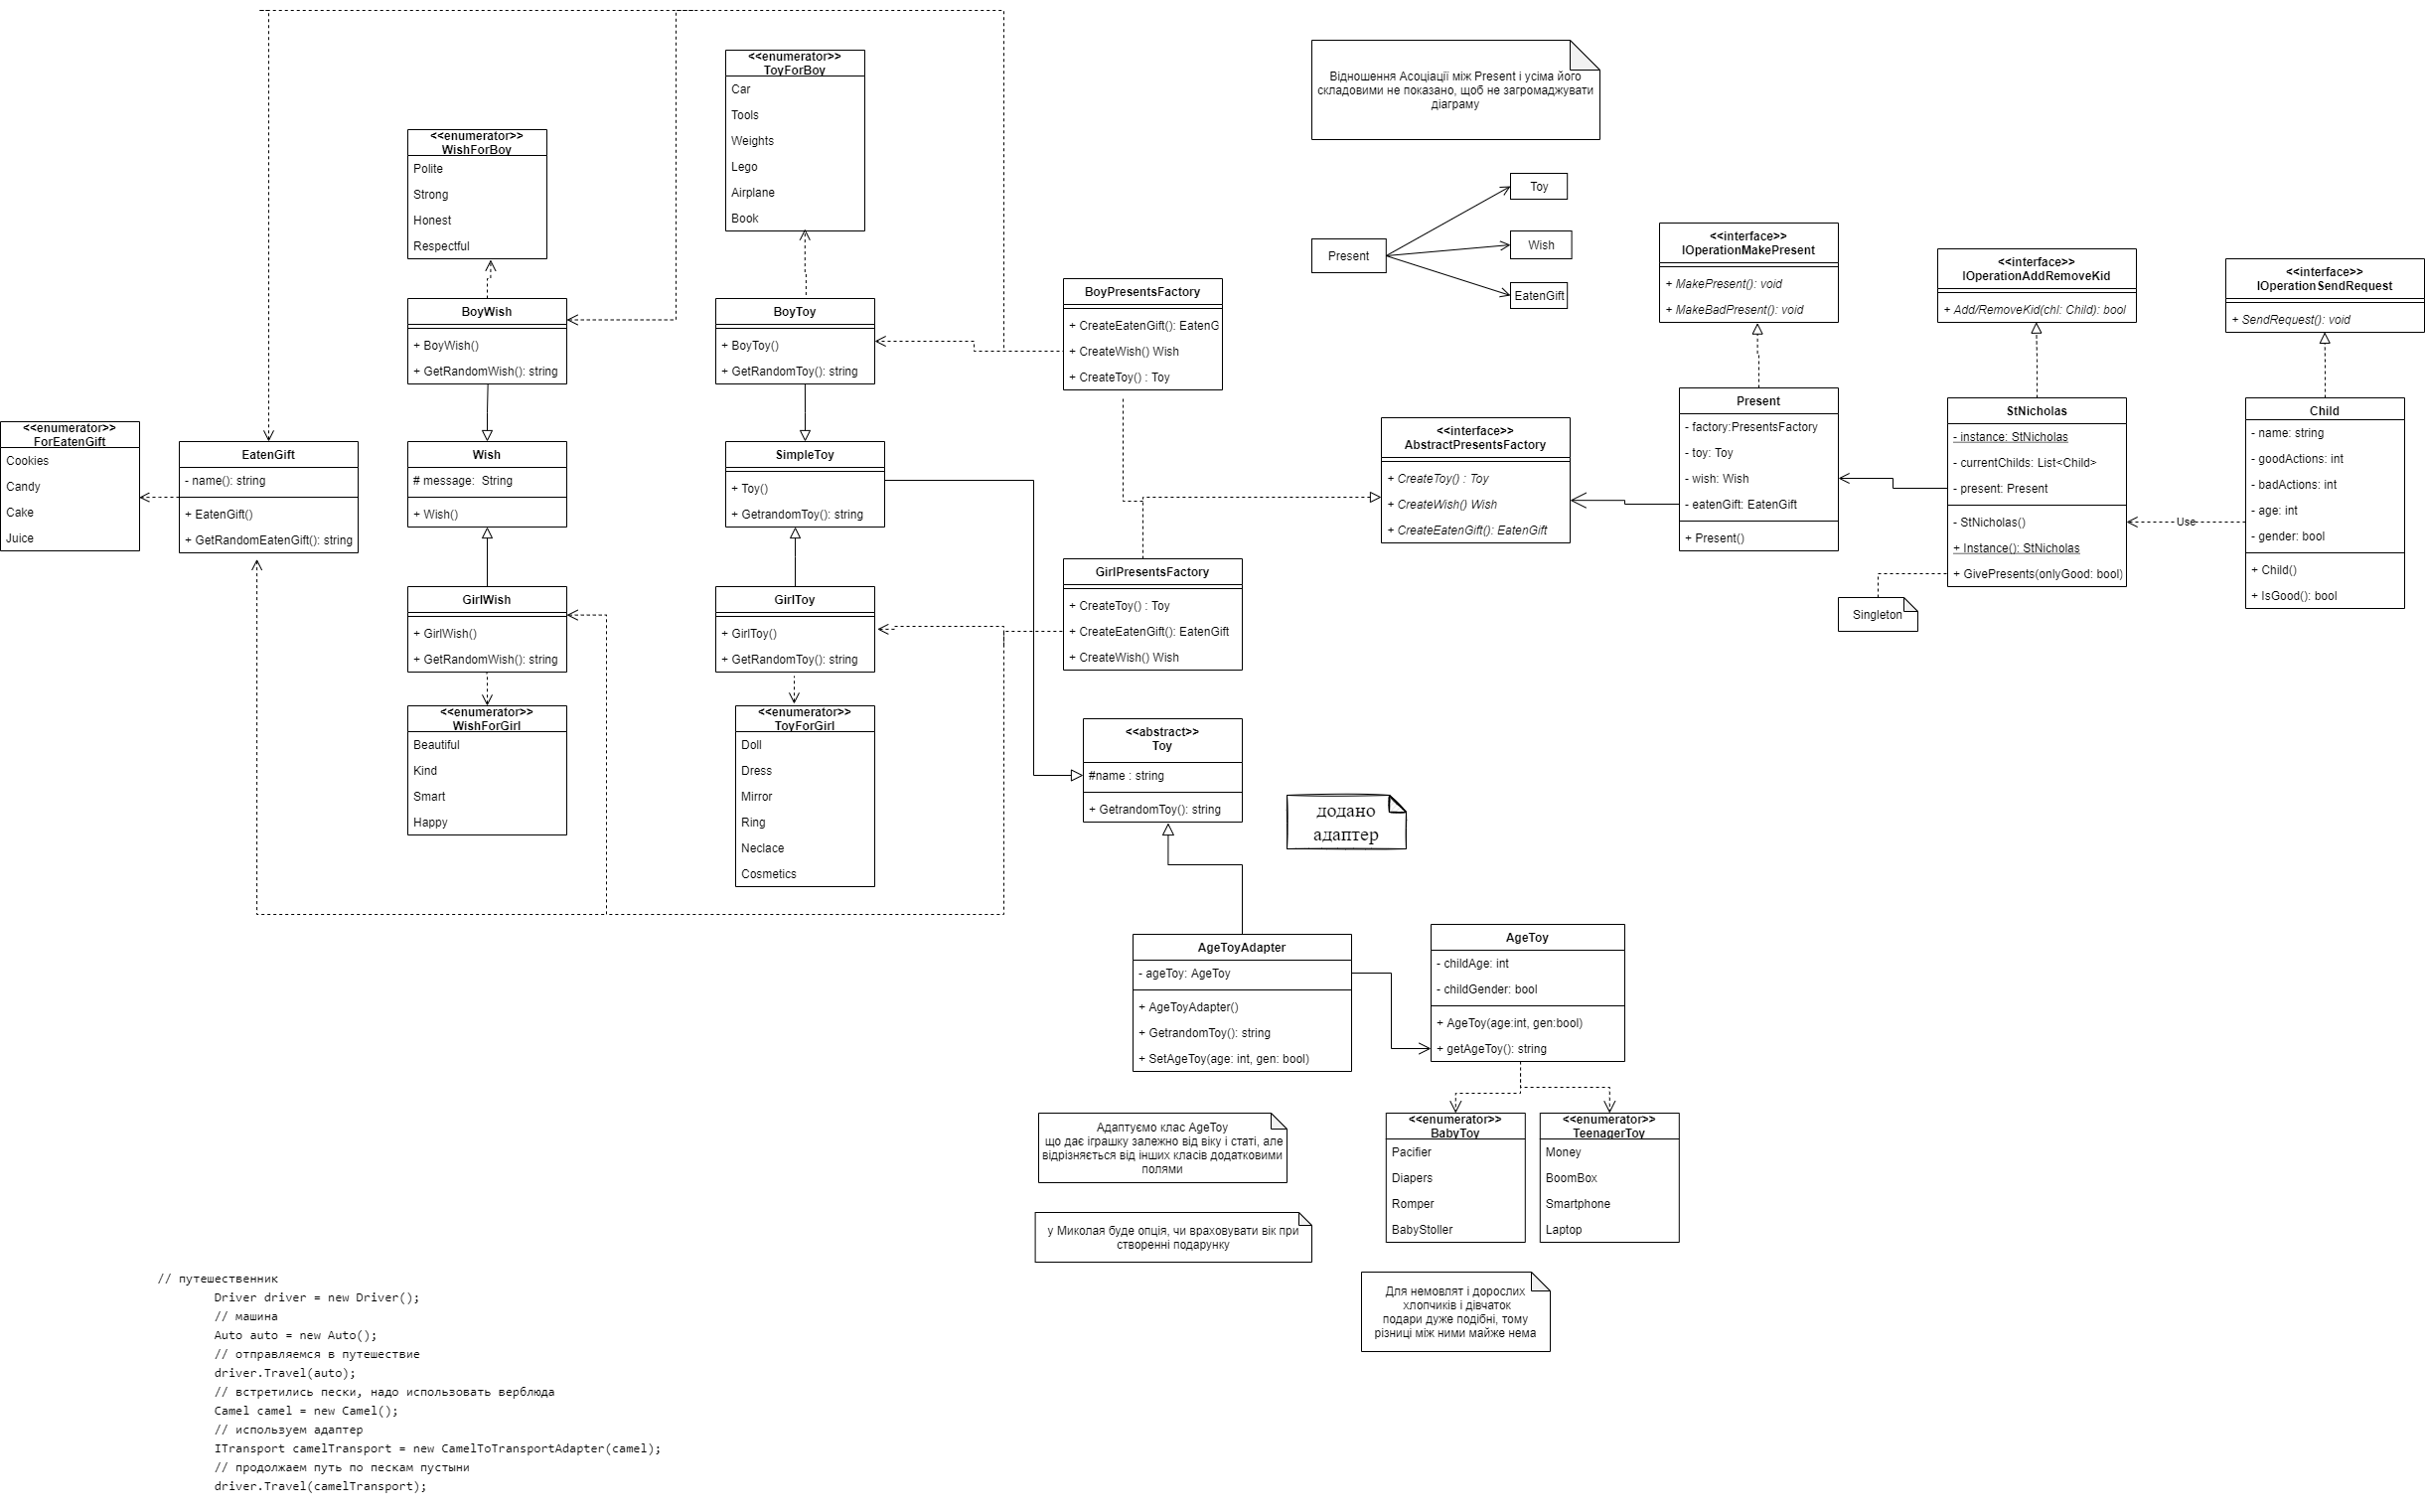 <<enumerator>>
ToyForBoy
Car
Tools
Weights
Lego
Airplane
Book
<<enumerator>>
WishForBoy
Polite
Strong
Honest
Respectful
BoyWish
+ BoyWish()
+ GetRandomWish(): string
BoyToy
+ BoyToy()
+ GetRandomToy(): string
<<enumerator>>
ForEatenGift
Cookies
Candy
Cake
Juice
EatenGift
- name(): string
+ EatenGift()
+ GetRandomEatenGift(): string
Wish
# message:  String
+ Wish()
SimpleToy
+ Toy()
+ GetrandomToy(): string
GirlWish
+ GirlWish()
+ GetRandomWish(): string
GirlToy
+ GirlToy()
+ GetRandomToy(): string
<<enumerator>>
WishForGirl
Beautiful
Kind
Smart
Happy
<<enumerator>>
ToyForGirl
Doll
Dress
Mirror
Ring
Neclace
Cosmetics
BoyPresentsFactory
+ CreateEatenGift(): EatenG
+ CreateWish() Wish
+ CreateToy() : Toy
GirlPresentsFactory
+ CreateToy() : Toy
+ CreateEatenGift(): EatenGift
+ CreateWish() Wish
<<interface>>
AbstractPresentsFactory
+ CreateToy() : Toy
+ CreateWish() Wish
+ CreateEatenGift(): EatenGift
Відношення Асоціації між Present і усіма його
складовими не показано, щоб не загромаджувати
діаграму
Present
Toy
Wish
EatenGift
<<interface>>
IOperationMakePresent
+ MakePresent(): void
+ MakeBadPresent(): void
<<interface>>
IOperationAddRemoveKid
+ Add/RemoveKid(chl: Child): bool
<<interface>>
IOperationSendRequest
+ SendRequest(): void
Present
- factory:PresentsFactory
- toy: Toy
- wish: Wish
- eatenGift: EatenGift
+ Present()
StNicholas
- instance: StNicholas
- currentChilds: List<Child>
- present: Present
- StNicholas()
+ Instance(): StNicholas
+ GivePresents(onlyGood: bool)
Use
Child
- name: string
- goodActions: int
- badActions: int
- age: int
- gender: bool
+ Child()
+ IsGood(): bool
Singleton
<<abstract>>
Toy
#name : string
+ GetrandomToy(): string
додано
адаптер
AgeToyAdapter
- ageToy: AgeToy
+ AgeToyAdapter()
+ GetrandomToy(): string
+ SetAgeToy(age: int, gen: bool)
AgeToy
- childAge: int
- childGender: bool
+ AgeToy(age:int, gen:bool)
+ getAgeToy(): string
Адаптуємо клас AgeToy
що дає іграшку залежно від віку і статі, але
відрізняється від інших класів додатковими
полями
<<enumerator>>
BabyToy
Pacifier
Diapers
Romper
BabyStoller
<<enumerator>>
TeenagerToy
Money
BoomBox
Smartphone
Laptop
у Миколая буде опція, чи враховувати вік при
створенні подарунку
Для немовлят і дорослих
хлопчиків і дівчаток
подари дуже подібні, тому
різниці між ними майже нема
// путешественник
Driver driver = new Driver();
// машина
Auto auto = new Auto();
// отправляемся в путешествие
driver.Travel(auto);
// встретились пески, надо использовать верблюда
Camel camel = new Camel();
// используем адаптер
ITransport camelTransport = new CamelToTransportAdapter(camel);
// продолжаем путь по пескам пустыни
driver.Travel(camelTransport);